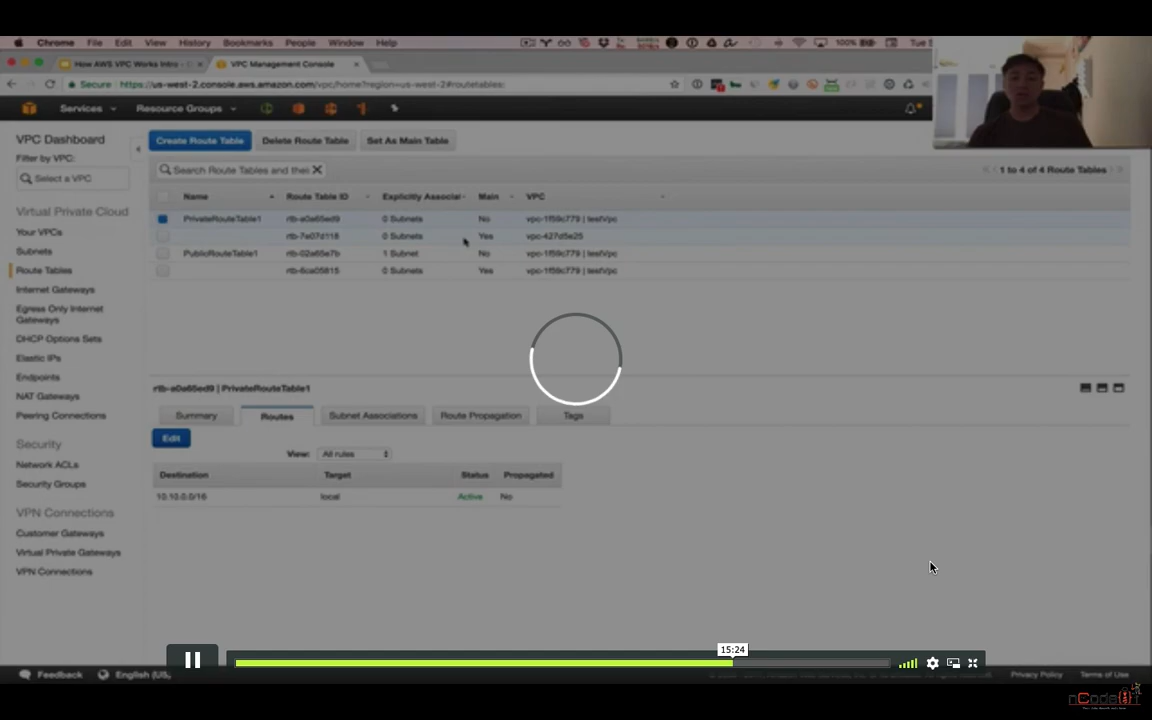 Chrome File Edit View History Bookmarks People Window Help 100% Tue
How AWS VPC Works Intro - VPC Management Console
Secure https://us-west-2.console.aws.amazon.com/vpc/home?region=us-west-2#routetables:
Services Resource Groups
VPC Dashboard
Filter by VPC:
Select a VPC
Virtual Private Cloud
Your VPCs
Subnets
Route Tables
Internet Gateways
Egress Only Internet
Gateways
DHCP Options Sets
Elastic IPs
Endpoints
NAT Gateways
Peering Connections
Security
Network ACLs
Security Groups
VPN Connections
Customer Gateways
Virtual Private Gateways
VPN Connections
Create Route Table Delete Route Table Set As Main Table
Search Route Tables and thei X
1 to 4 of 4 Route Tables
Name Route Table ID Explicitly Associat Main VPC
PrivateRouteTable1 rtb-a0a65ed9 0 Subnets No vpc-1f59c779 | testVpc
rtb-7a07d118 0 Subnets Yes vpc-427d5e25
PublicRouteTable1 rtb-02a65e7b 1 Subnet No vpc-1f59c779 | testVpc
rtb-6ca05815 0 Subnets Yes vpc-1f59c779 | testVpc
rtb-a0a65ed9 | PrivateRouteTable1
Summary Routes Subnet Associations Route Propagation Tags
Edit
View: All rules
Destination Target Status Propagated
10.10.0.0/16 local Active No
15:24
Feedback English (US)
Privacy Policy Terms of Use